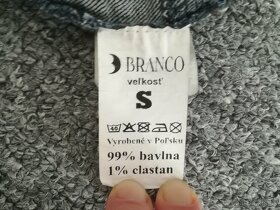 BRANCO
veľkosť
S
Vyrobené v Poľsku
99% bavlna
1% elastan